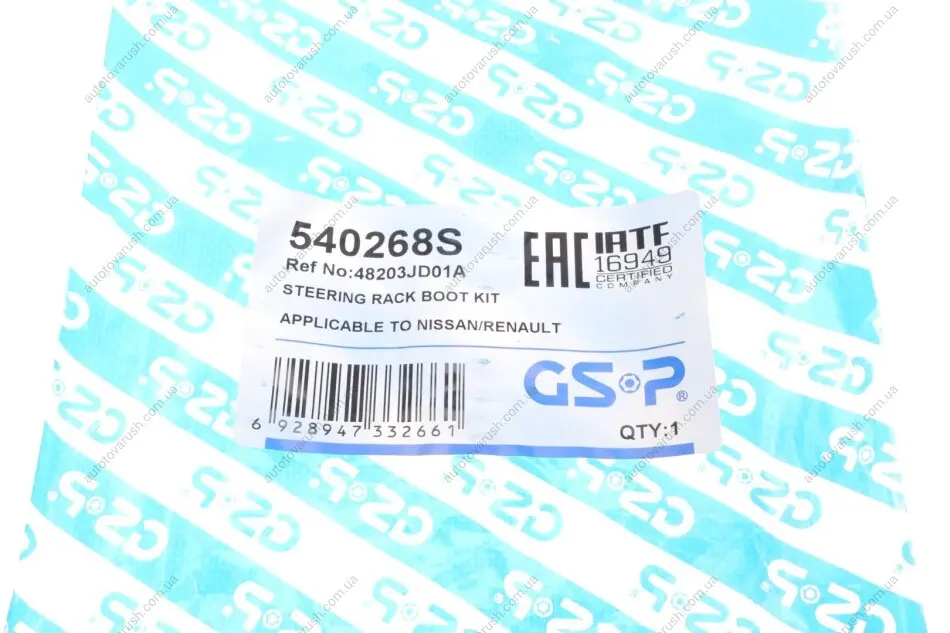 540268S
Ref No:48203JD01A
STEERING RACK BOOT KIT
APPLICABLE TO NISSAN/RENAULT
EAC
IATF
16949
CERTIFIED
COMPANY
6 928947 332661
GSP®
QTY:1
autotovarush.com.ua